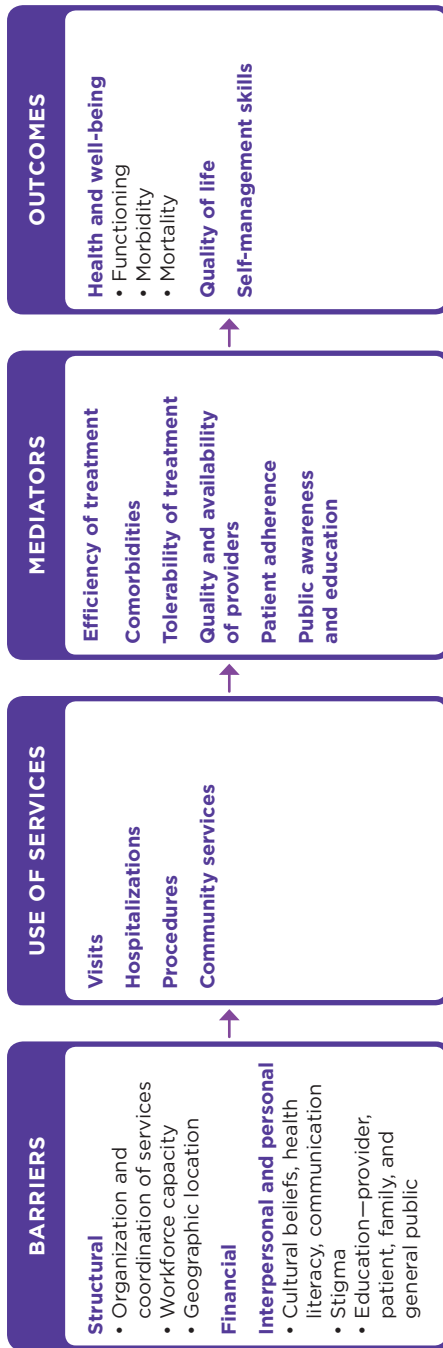 BARRIERS
Structural
• Organization and
coordination of services
• Workforce capacity
• Geographic location
Financial
Interpersonal and personal
• Cultural beliefs, health
literacy, communication
• Stigma
• Education—provider,
patient, family, and
general public
USE OF SERVICES
Visits
Hospitalizations
Procedures
Community services
MEDIATORS
Efficiency of treatment
Comorbidities
Tolerability of treatment
Quality and availability
of providers
Patient adherence
Public awareness
and education
OUTCOMES
Health and well-being
• Functioning
• Morbidity
• Mortality
Quality of life
Self-management skills